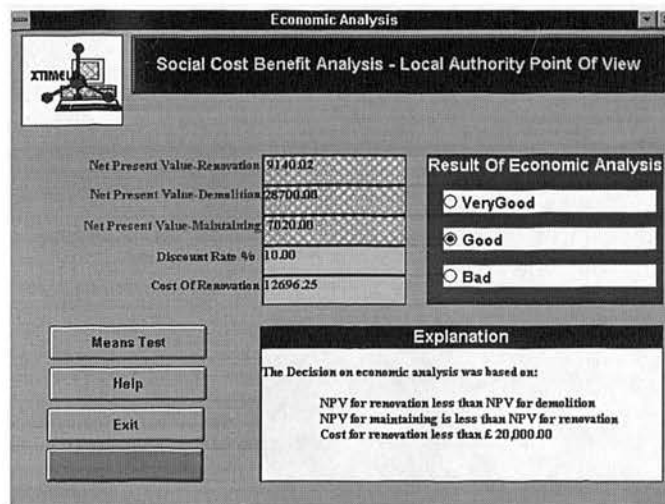 Economic Analysis
XTIMEL
Social Cost Benefit Analysis - Local Authority Point Of View
Net Present Value-Renovation 9140.02
Net Present Value-Demolition 28700.00
Net Present Value-Maintaining 7020.00
Discount Rate % 10.00
Cost Of Renovation 12696.25
Result Of Economic Analysis
VeryGood
Good
Bad
Means Test
Help
Exit
Explanation
The Decision on economic analysis was based on:
NPV for renovation less than NPV for demolition
NPV for maintaining is less than NPV for renovation
Cost for renovation less than £ 20,000.00